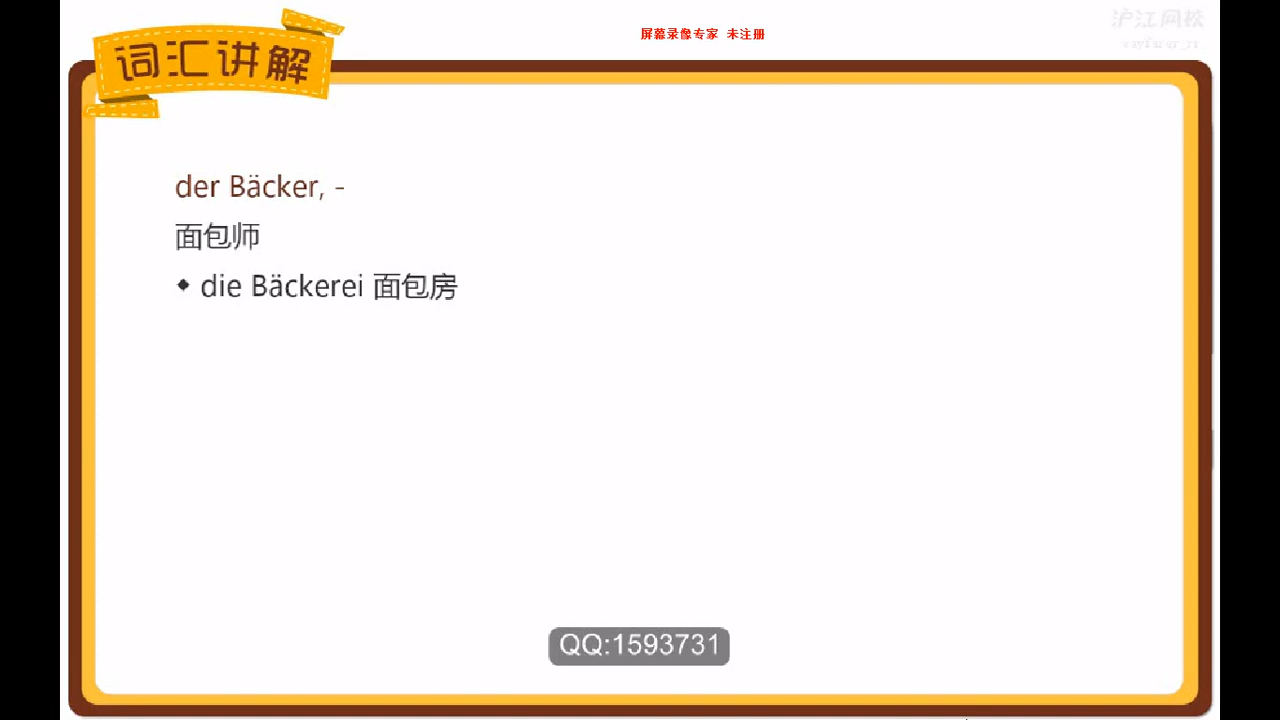 屏幕录像专家 未注册
沪江网校
词汇讲解
der Bäcker, -
面包师
◆ die Bäckerei 面包房
QQ:1593731